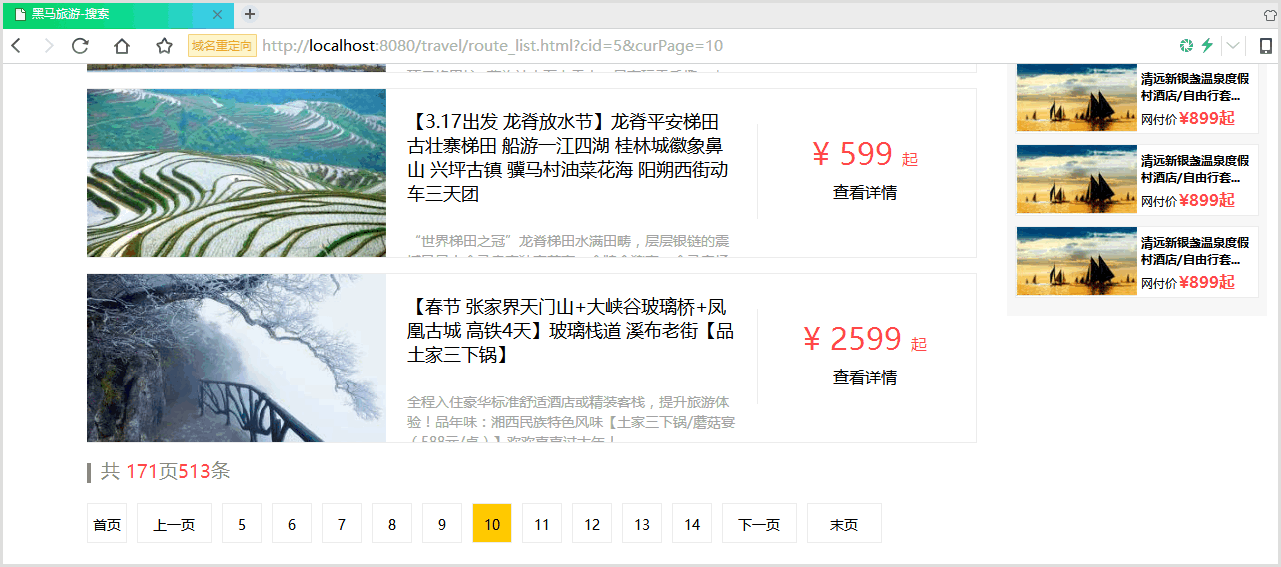 黑马旅游-搜索
域名重定向 http://localhost:8080/travel/route_list.html?cid=5&curPage=10
【3.17出发 龙脊放水节】龙脊平安梯田
古壮寨梯田 船游一江四湖 桂林城徽象鼻
山 兴坪古镇 骥马村油菜花海 阳朔西街动
车三天团
“世界梯田之冠”龙脊梯田水满田畴，层层银链的震
¥ 599 起
查看详情
【春节 张家界天门山+大峡谷玻璃桥+凤
凰古城 高铁4天】玻璃栈道 溪布老街【品
土家三下锅】
全程入住豪华标准舒适酒店或精装客栈，提升旅游体
验！品年味：湘西民族特色风味【土家三下锅/蘑菇宴
¥ 2599 起
查看详情
清远新银盏温泉度假
村酒店/自由行套...
网付价¥899起
清远新银盏温泉度假
村酒店/自由行套...
网付价¥899起
清远新银盏温泉度假
村酒店/自由行套...
网付价¥899起
共 171页513条
首页 上一页 5 6 7 8 9 10 11 12 13 14 下一页 末页